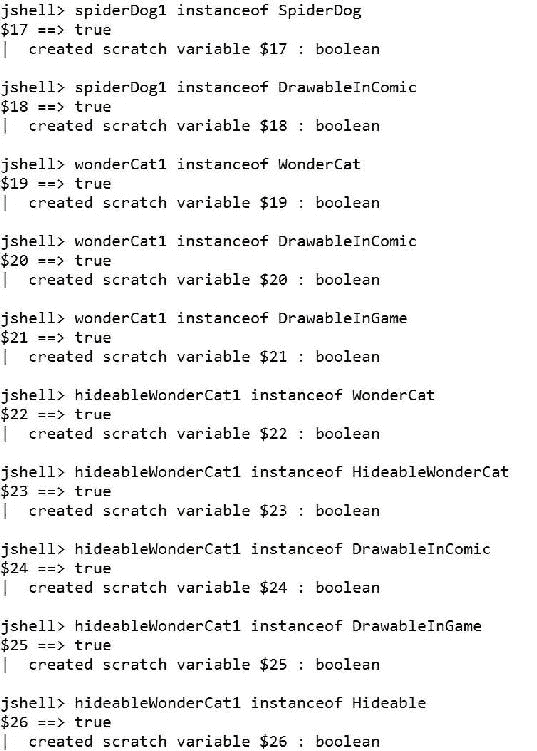 jshell> spiderDog1 instanceof SpiderDog
$17 ==> true
|  created scratch variable $17 : boolean
jshell> spiderDog1 instanceof DrawableInComic
$18 ==> true
|  created scratch variable $18 : boolean
jshell> wonderCat1 instanceof WonderCat
$19 ==> true
|  created scratch variable $19 : boolean
jshell> wonderCat1 instanceof DrawableInComic
$20 ==> true
|  created scratch variable $20 : boolean
jshell> wonderCat1 instanceof DrawableInGame
$21 ==> true
|  created scratch variable $21 : boolean
jshell> hideableWonderCat1 instanceof WonderCat
$22 ==> true
|  created scratch variable $22 : boolean
jshell> hideableWonderCat1 instanceof HideableWonderCat
$23 ==> true
|  created scratch variable $23 : boolean
jshell> hideableWonderCat1 instanceof DrawableInComic
$24 ==> true
|  created scratch variable $24 : boolean
jshell> hideableWonderCat1 instanceof DrawableInGame
$25 ==> true
|  created scratch variable $25 : boolean
jshell> hideableWonderCat1 instanceof Hideable
$26 ==> true
|  created scratch variable $26 : boolean